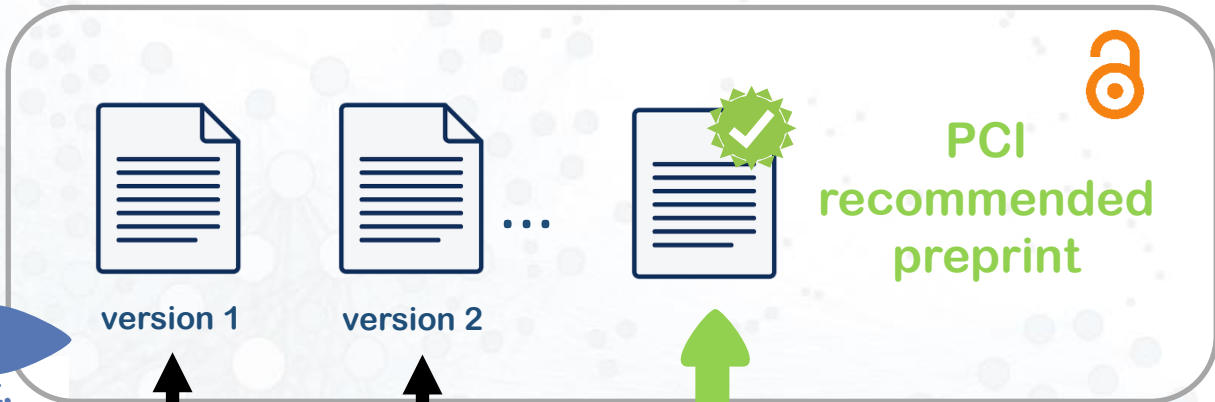 PCI
recommended
preprint
...
version 1
version 2